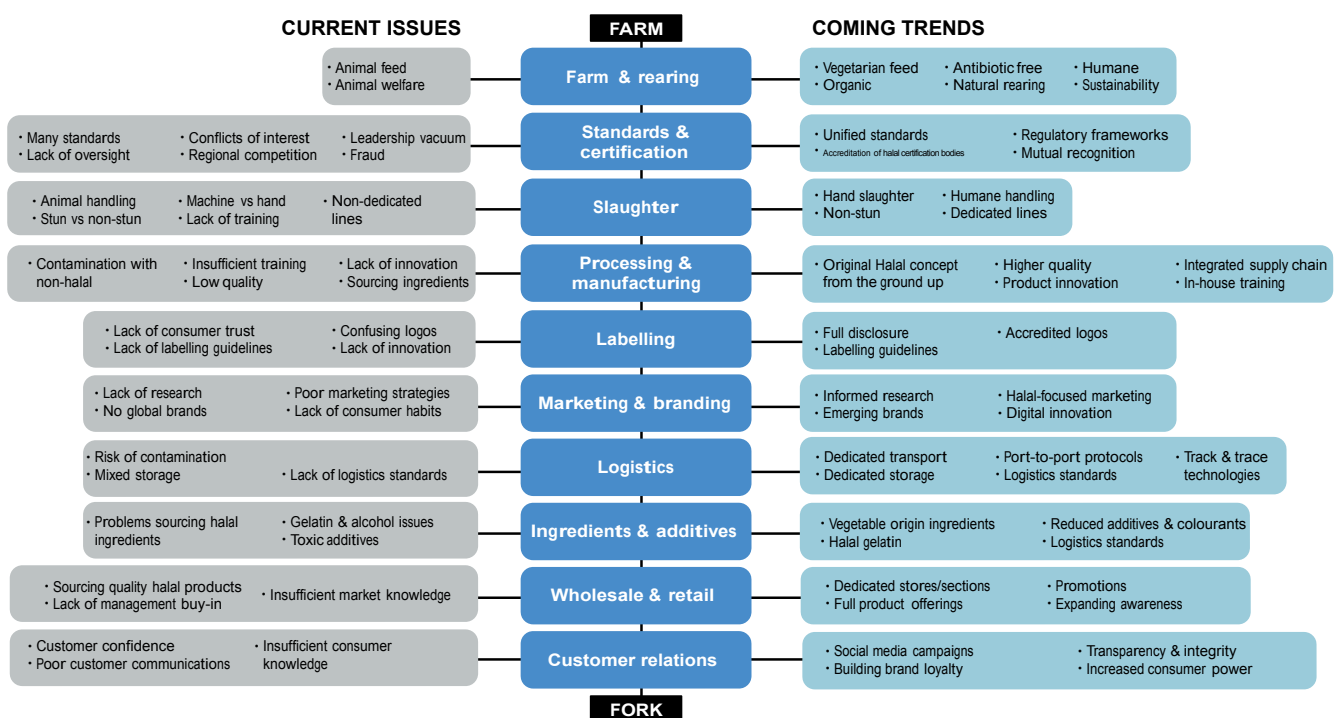 CURRENT ISSUES
FARM
COMING TRENDS
· Animal feed
· Animal welfare
Farm & rearing
· Vegetarian feed
· Organic
· Antibiotic free
· Natural rearing
· Humane
· Sustainability
· Many standards
· Lack of oversight
· Conflicts of interest
· Regional competition
· Leadership vacuum
· Fraud
Standards &
certification
· Unified standards
· Accreditation of halal certification bodies
· Regulatory frameworks
· Mutual recognition
· Animal handling
· Stun vs non-stun
· Machine vs hand
· Lack of training
· Non-dedicated
lines
Slaughter
· Hand slaughter
· Non-stun
· Humane handling
· Dedicated lines
· Contamination with
non-halal
· Insufficient training
· Low quality
· Lack of innovation
· Sourcing ingredients
Processing &
manufacturing
· Original Halal concept
from the ground up
· Higher quality
· Product innovation
· Integrated supply chain
· In-house training
· Lack of consumer trust
· Lack of labelling guidelines
· Confusing logos
· Lack of innovation
Labelling
· Full disclosure
· Labelling guidelines
· Accredited logos
· Lack of research
· No global brands
· Poor marketing strategies
· Lack of consumer habits
Marketing & branding
· Informed research
· Emerging brands
· Halal-focused marketing
· Digital innovation
· Risk of contamination
· Mixed storage
· Lack of logistics standards
Logistics
· Dedicated transport
· Dedicated storage
· Port-to-port protocols
· Logistics standards
· Track & trace
technologies
· Problems sourcing halal
ingredients
· Gelatin & alcohol issues
· Toxic additives
Ingredients & additives
· Vegetable origin ingredients
· Halal gelatin
· Reduced additives & colourants
· Logistics standards
· Sourcing quality halal products
· Lack of management buy-in
· Insufficient market knowledge
Wholesale & retail
· Dedicated stores/sections
· Full product offerings
· Promotions
· Expanding awareness
· Customer confidence
· Poor customer communications
· Insufficient consumer
knowledge
Customer relations
· Social media campaigns
· Building brand loyalty
· Transparency & integrity
· Increased consumer power
FORK